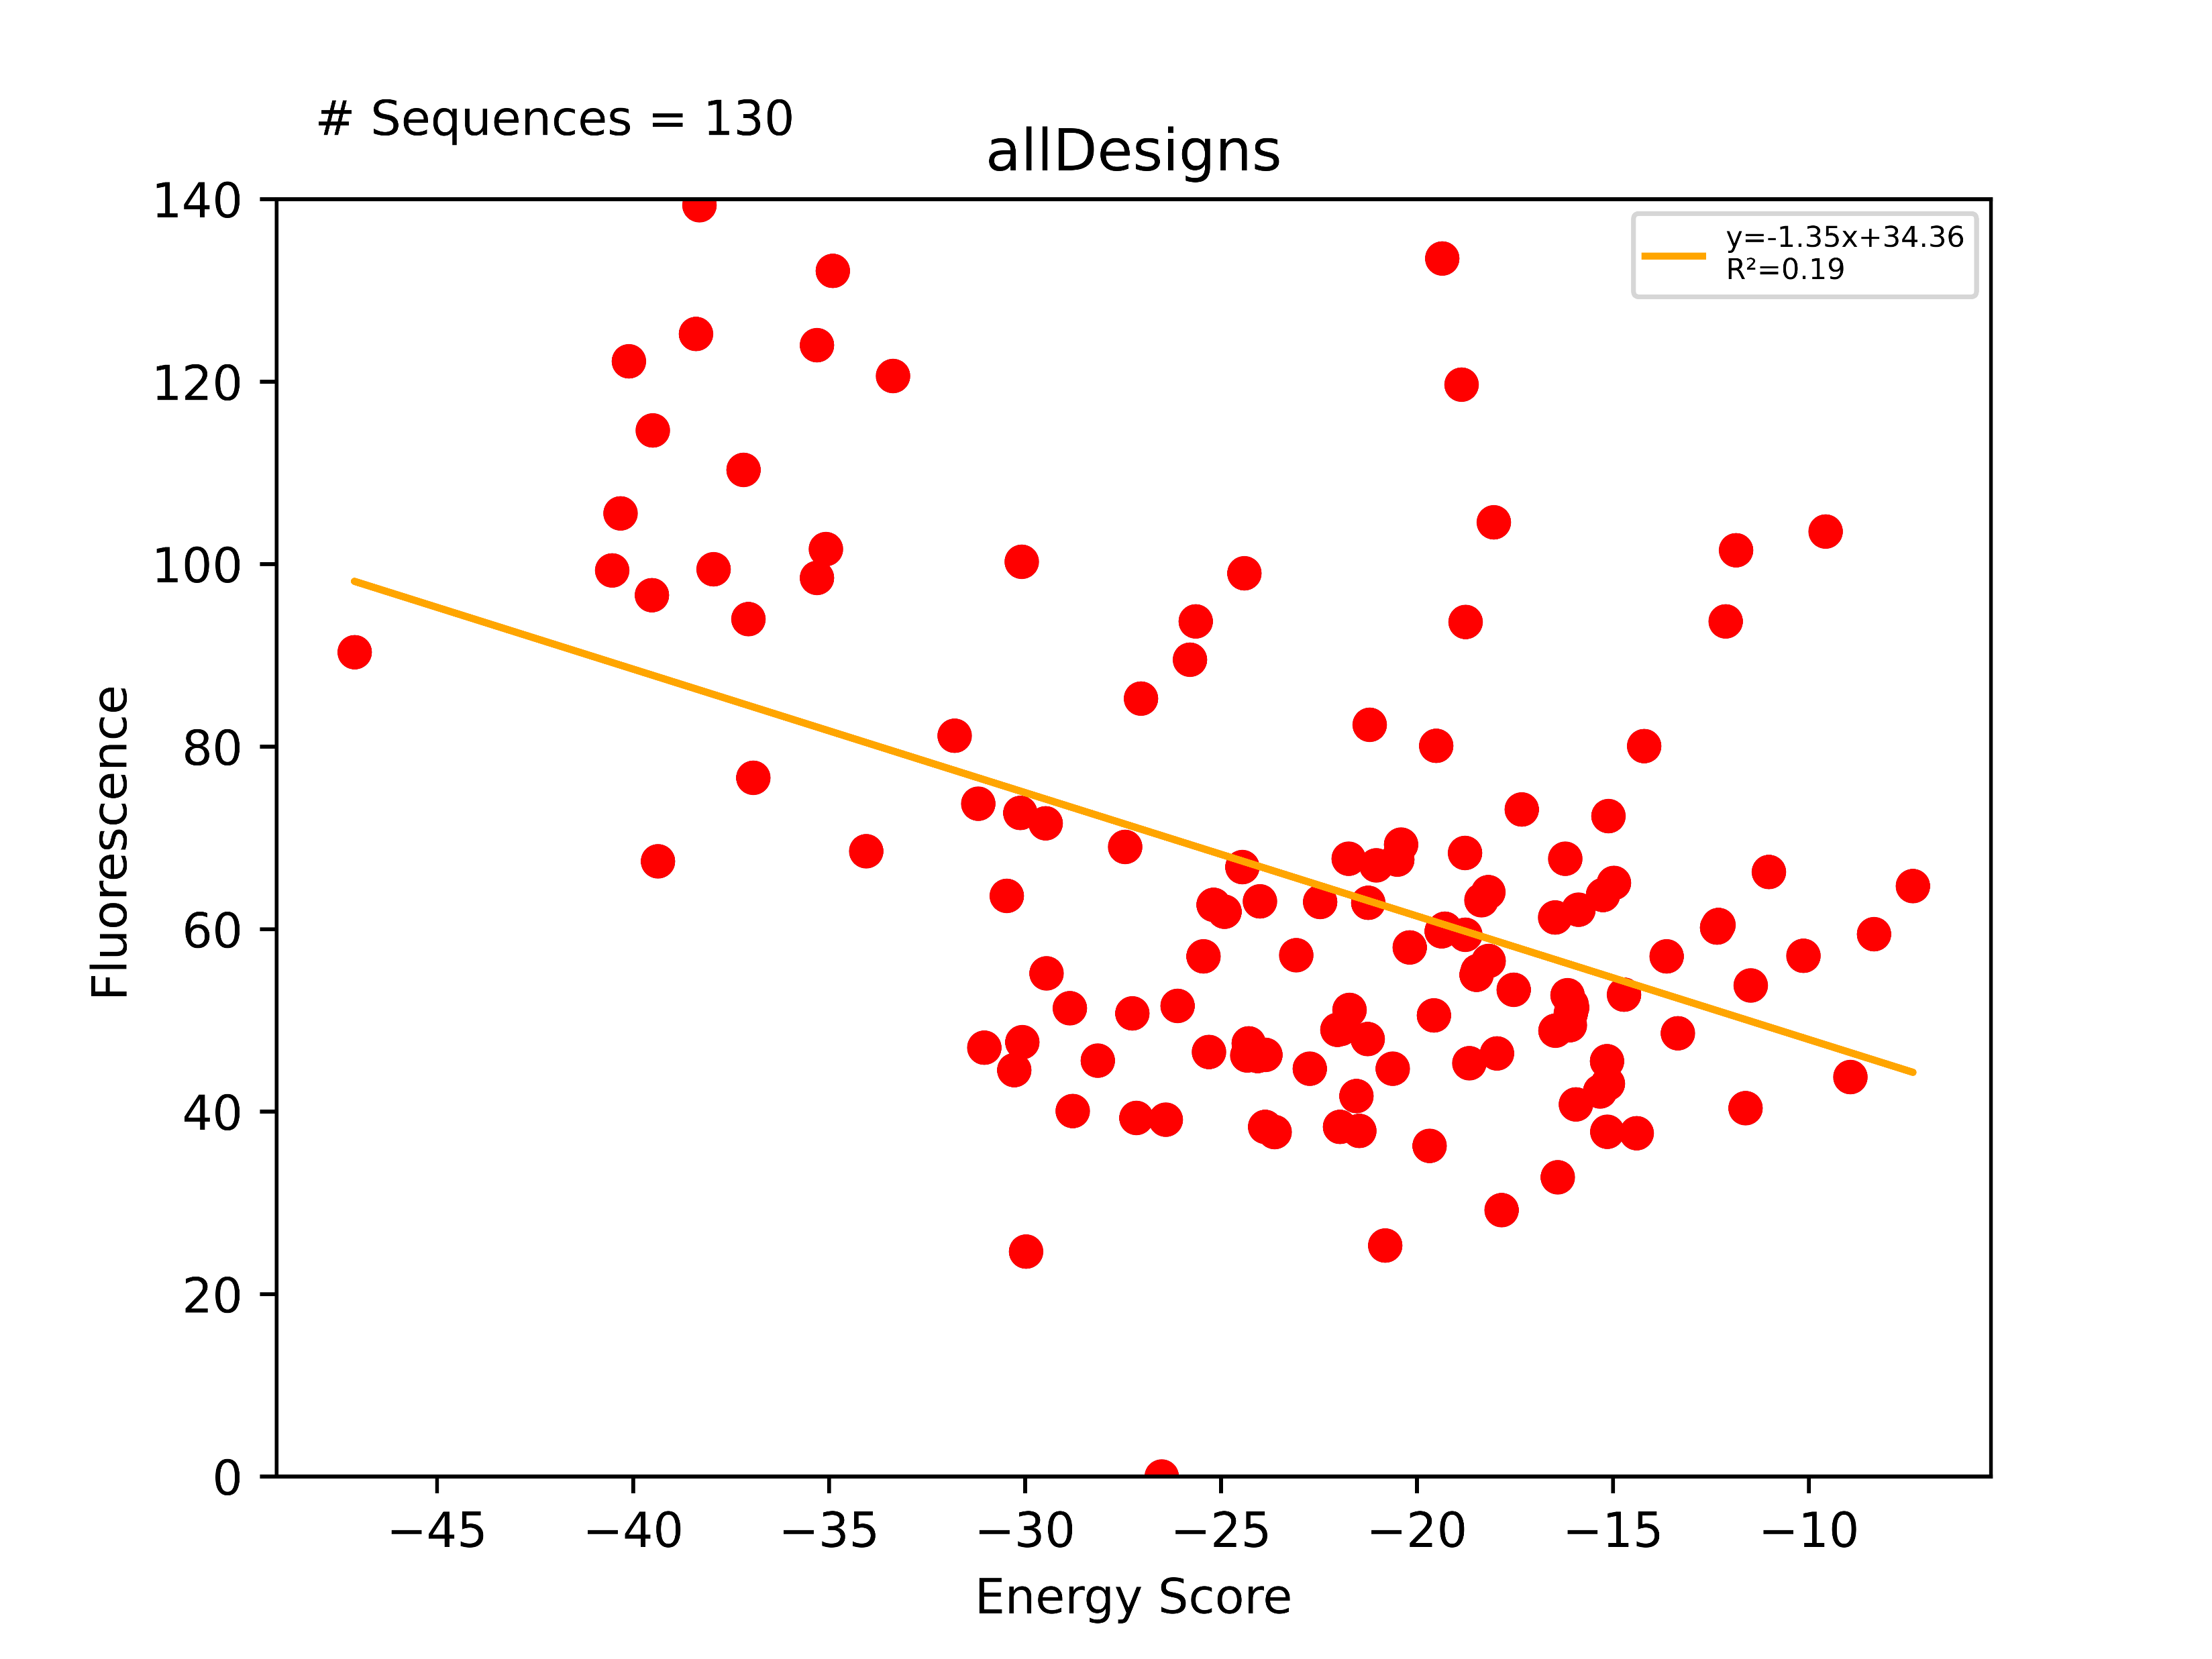 # Sequences = 130
allDesigns
y=-1.35x+34.36
R²=0.19
140
120
100
80
60
40
20
0
Fluorescence
−45 −40 −35 −30 −25 −20 −15 −10
Energy Score